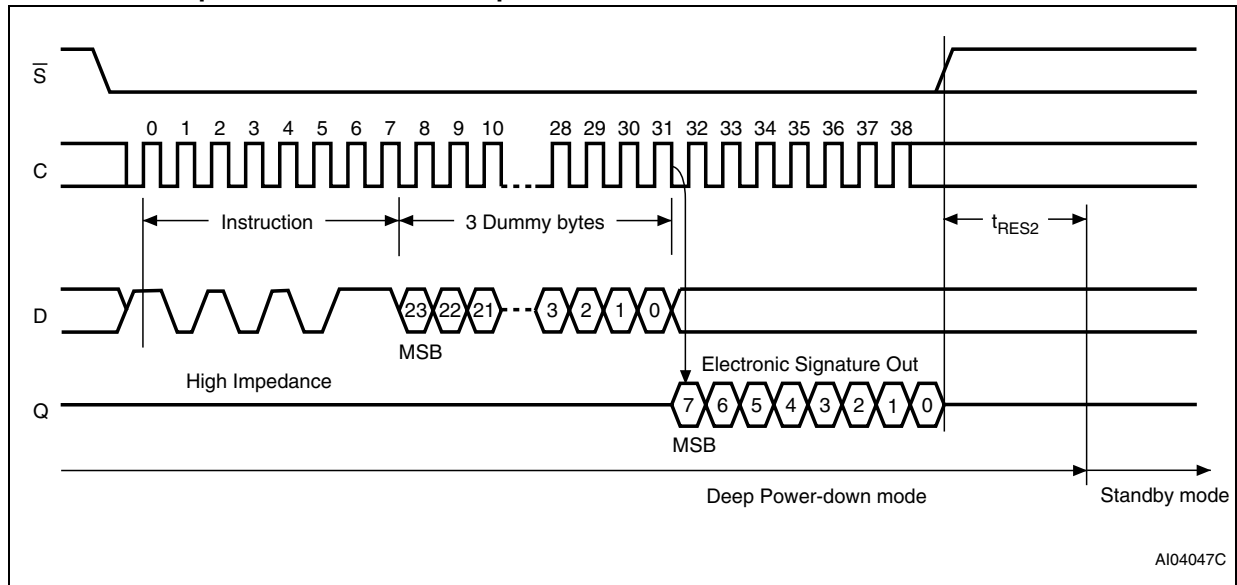 S
0 1 2 3 4 5 6 7 8 9 10 28 29 30 31 32 33 34 35 36 37 38
C
Instruction
3 Dummy bytes
tRES2
D
23 22 21 3 2 1 0
MSB
High Impedance
Electronic Signature Out
Q
7 6 5 4 3 2 1 0
MSB
Deep Power-down mode
Standby mode
AI04047C